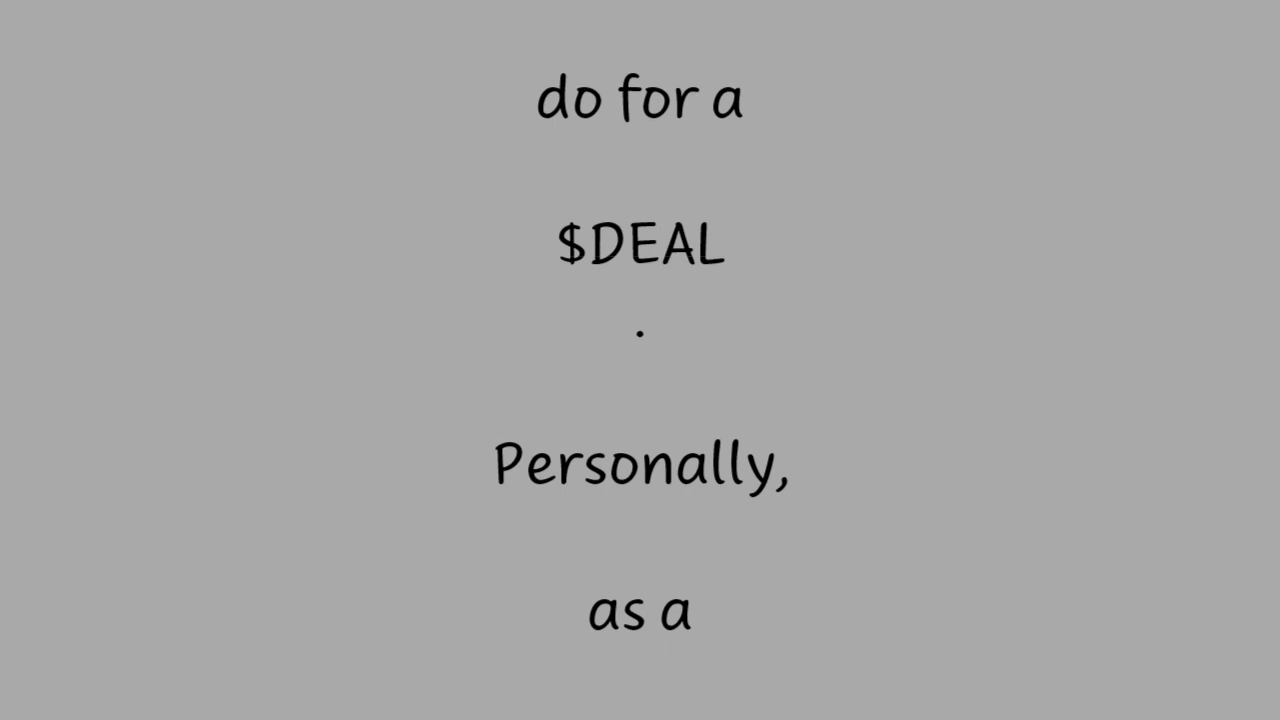 do for a
$DEAL
.
Personally,
as a